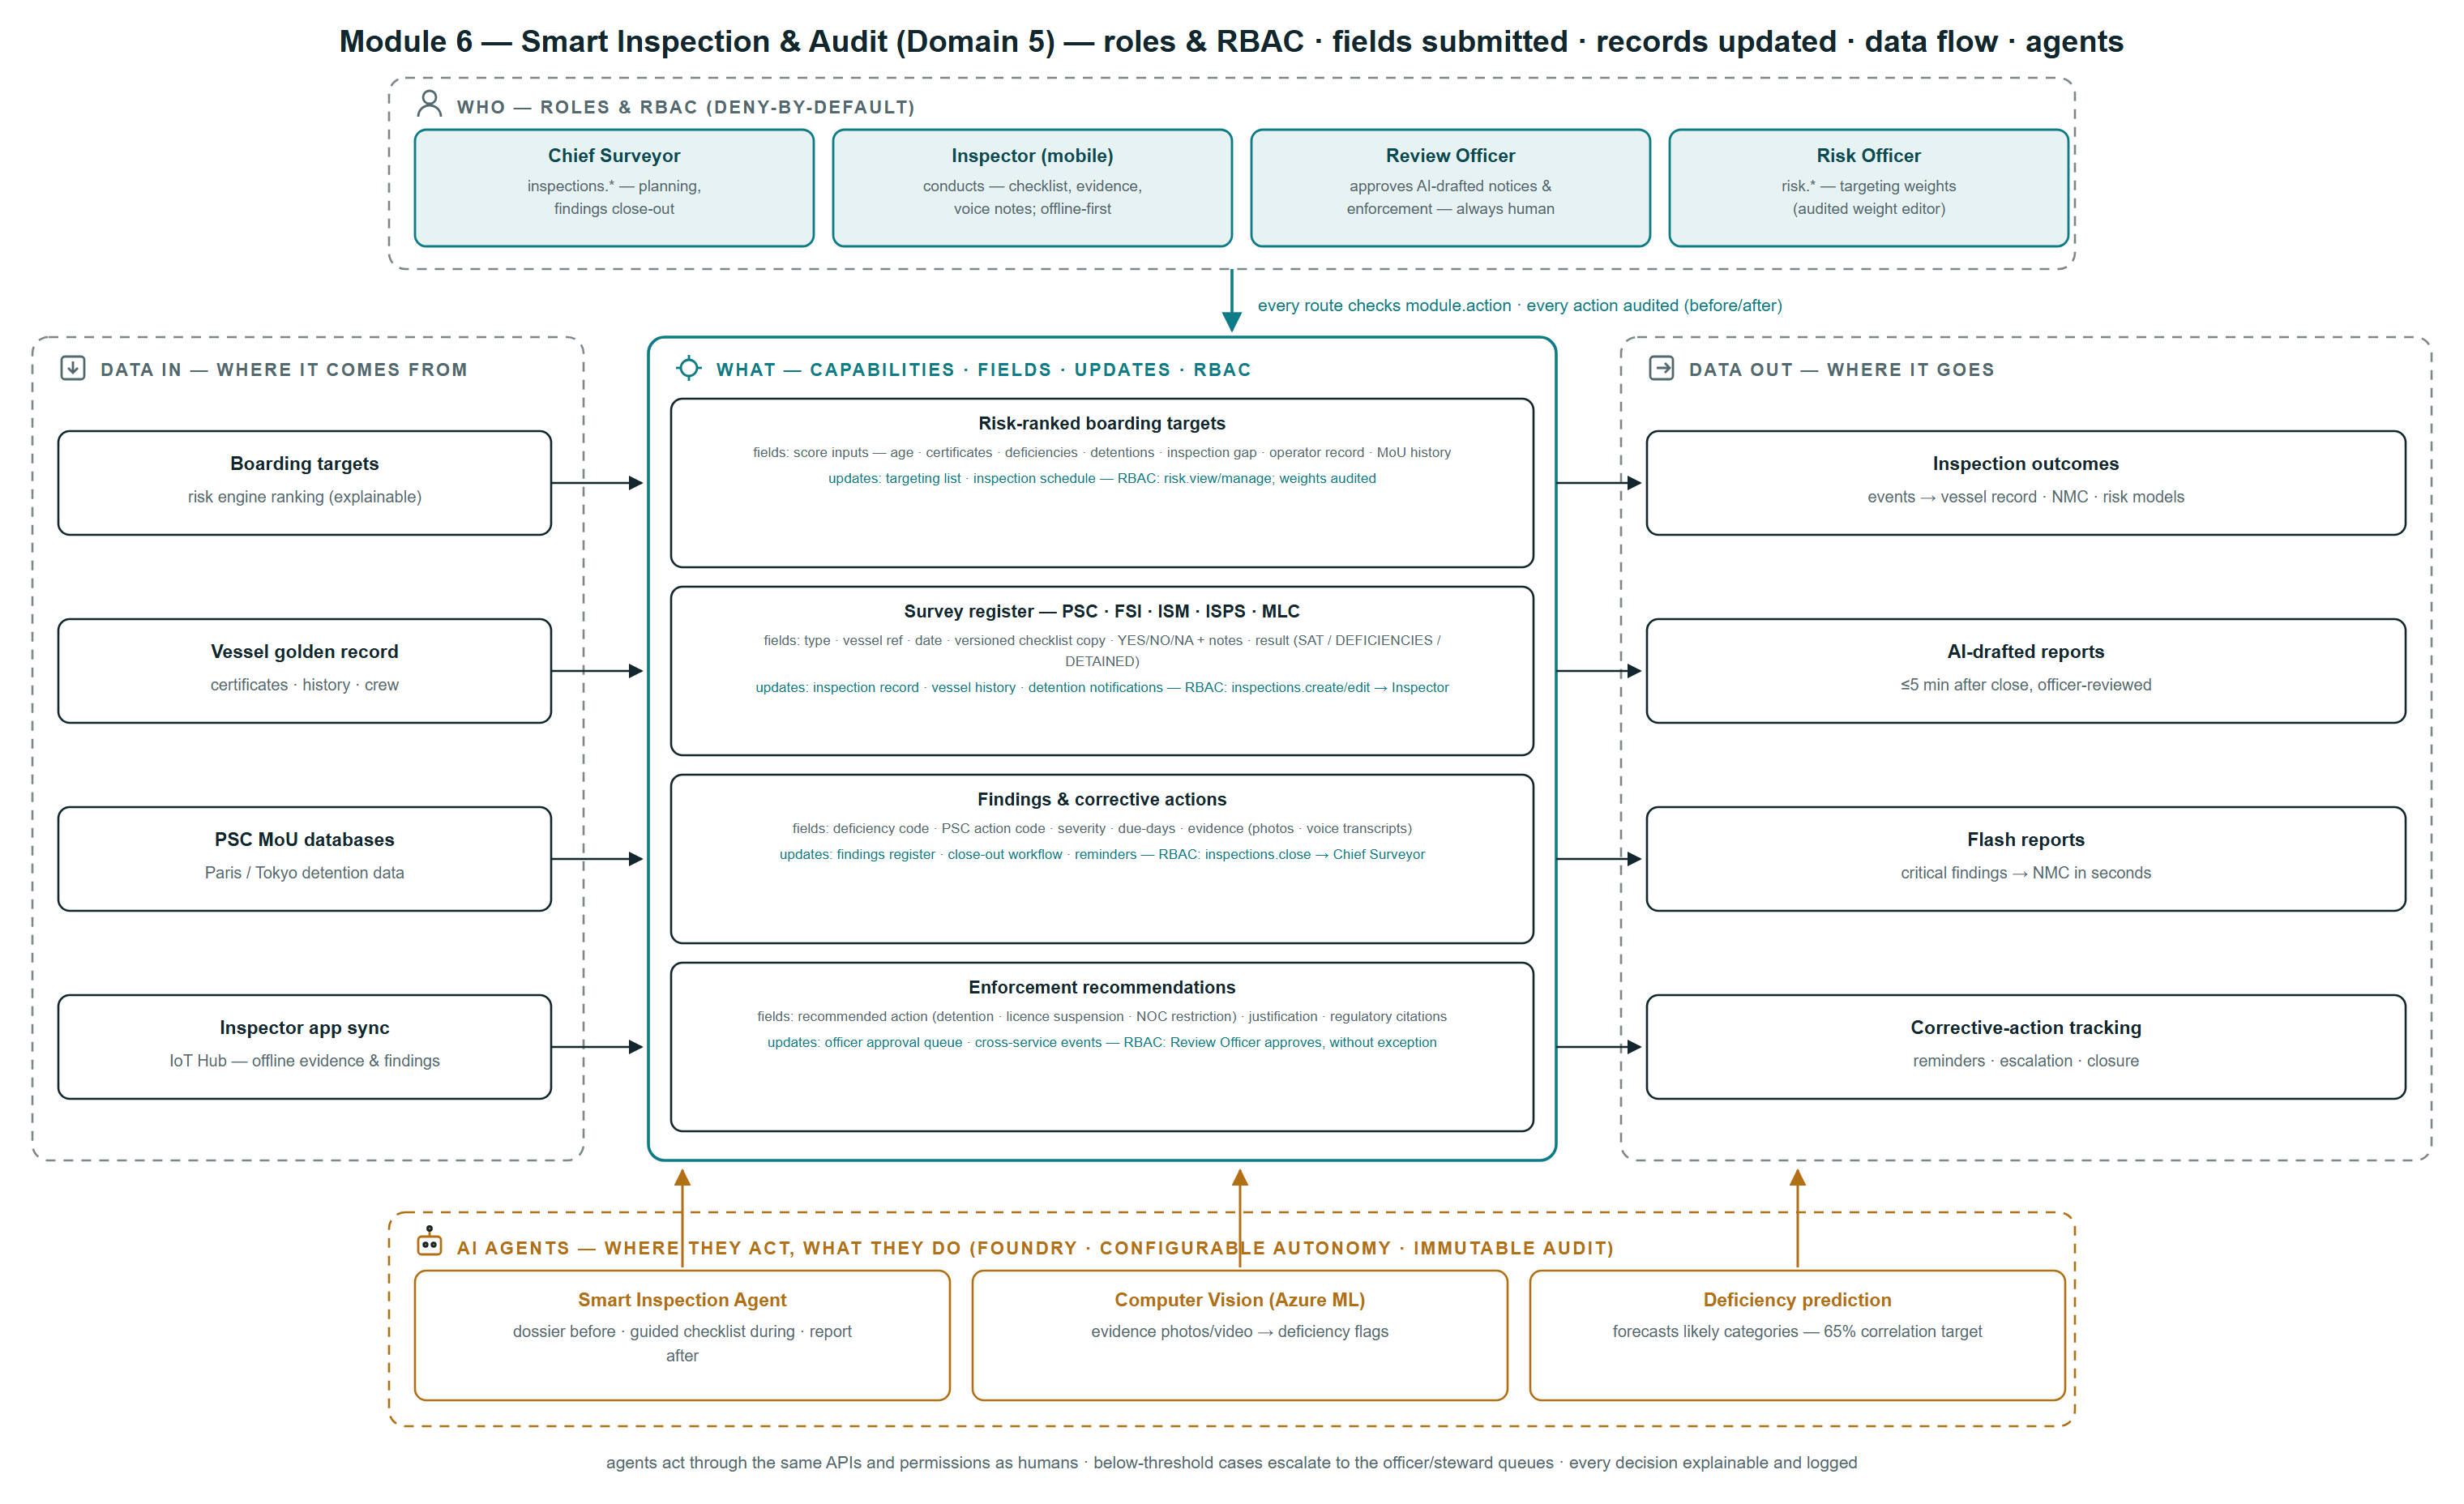 Module 6 — Smart Inspection & Audit (Domain 5) — roles & RBAC · fields submitted · records updated · data flow · agents
WHO — ROLES & RBAC (DENY-BY-DEFAULT)
Chief Surveyor
inspections.* — planning,
findings close-out
Inspector (mobile)
conducts — checklist, evidence,
voice notes; offline-first
Review Officer
approves AI-drafted notices &
enforcement — always human
Risk Officer
risk.* — targeting weights
(audited weight editor)
every route checks module.action · every action audited (before/after)
DATA IN — WHERE IT COMES FROM
Boarding targets
risk engine ranking (explainable)
Vessel golden record
certificates · history · crew
PSC MoU databases
Paris / Tokyo detention data
Inspector app sync
IoT Hub — offline evidence & findings
WHAT — CAPABILITIES · FIELDS · UPDATES · RBAC
Risk-ranked boarding targets
fields: score inputs — age · certificates · deficiencies · detentions · inspection gap · operator record · MoU history
updates: targeting list · inspection schedule — RBAC: risk.view/manage; weights audited
Survey register — PSC · FSI · ISM · ISPS · MLC
fields: type · vessel ref · date · versioned checklist copy · YES/NO/NA + notes · result (SAT / DEFICIENCIES /
DETAINED)
updates: inspection record · vessel history · detention notifications — RBAC: inspections.create/edit → Inspector
Findings & corrective actions
fields: deficiency code · PSC action code · severity · due-days · evidence (photos · voice transcripts)
updates: findings register · close-out workflow · reminders — RBAC: inspections.close → Chief Surveyor
Enforcement recommendations
fields: recommended action (detention · licence suspension · NOC restriction) · justification · regulatory citations
updates: officer approval queue · cross-service events — RBAC: Review Officer approves, without exception
DATA OUT — WHERE IT GOES
Inspection outcomes
events → vessel record · NMC · risk models
AI-drafted reports
≤5 min after close, officer-reviewed
Flash reports
critical findings → NMC in seconds
Corrective-action tracking
reminders · escalation · closure
AI AGENTS — WHERE THEY ACT, WHAT THEY DO (FOUNDRY · CONFIGURABLE AUTONOMY · IMMUTABLE AUDIT)
Smart Inspection Agent
dossier before · guided checklist during · report
after
Computer Vision (Azure ML)
evidence photos/video → deficiency flags
Deficiency prediction
forecasts likely categories — 65% correlation target
agents act through the same APIs and permissions as humans · below-threshold cases escalate to the officer/steward queues · every decision explainable and logged